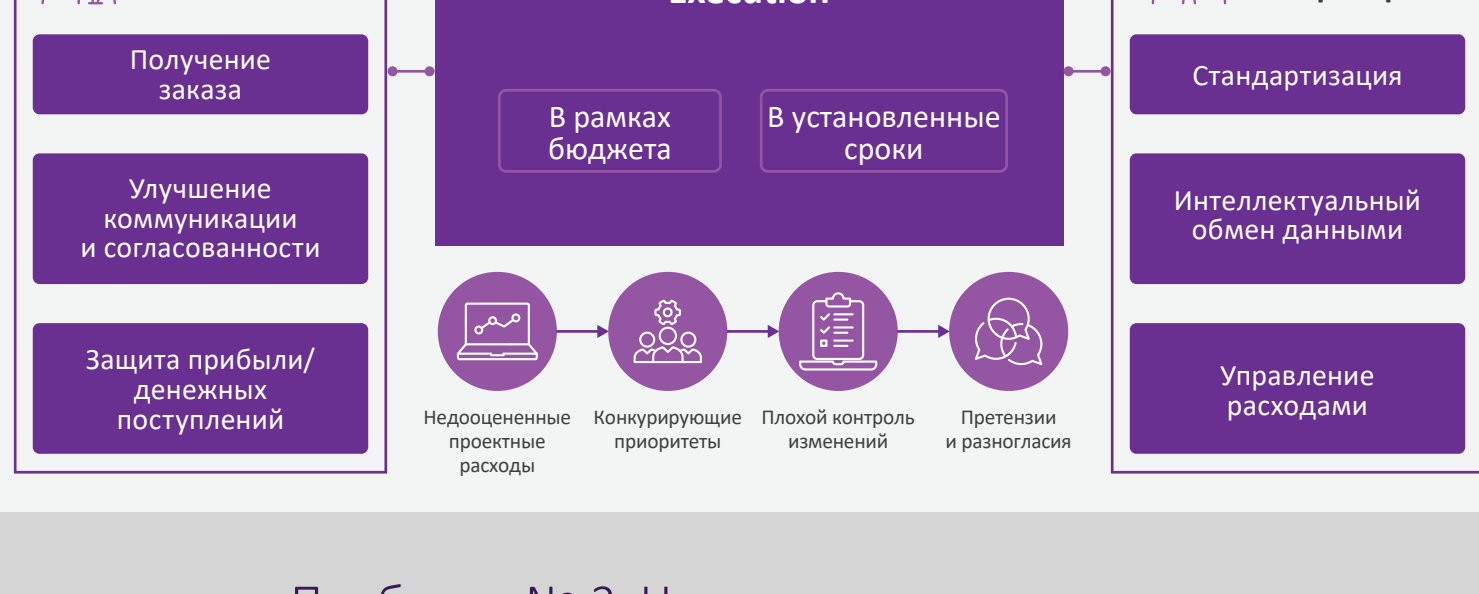 Execution
Получение
заказа
Улучшение
коммуникации
и согласованности
Защита прибыли/
денежных
поступлений
В рамках
бюджета
В установленные
сроки
Недооцененные
проектные
расходы
Конкурирующие
приоритеты
Плохой контроль
изменений
Претензии
и разногласия
Стандартизация
Интеллектуальный
обмен данными
Управление
расходами